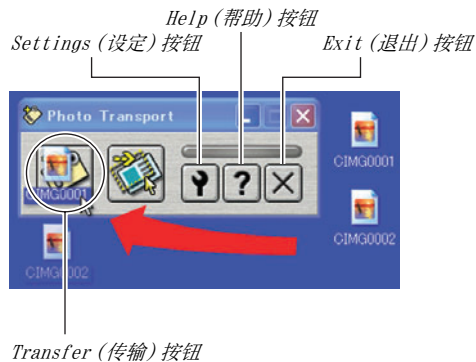 Help (帮助) 按钮
Settings (设定) 按钮
Exit (退出) 按钮
Photo Transport
CIMG0001
CIMG0001
CIMG0002
CIMG0002
Transfer (传输) 按钮